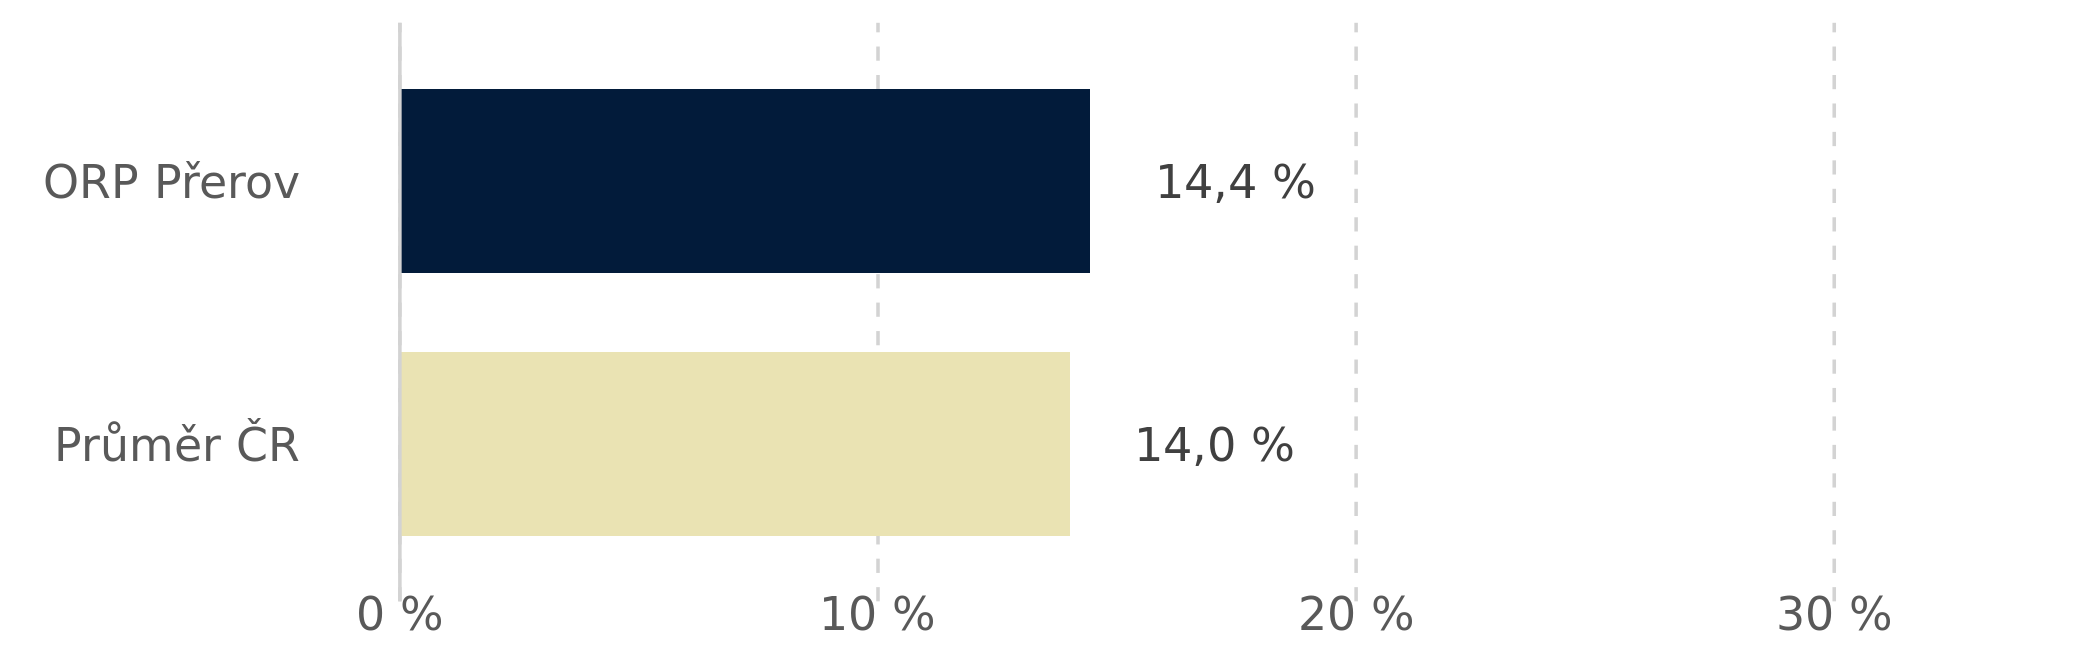 ORP Přerov 14,4 %
Průměr ČR 14,0 %
0 % 10 % 20 % 30 %